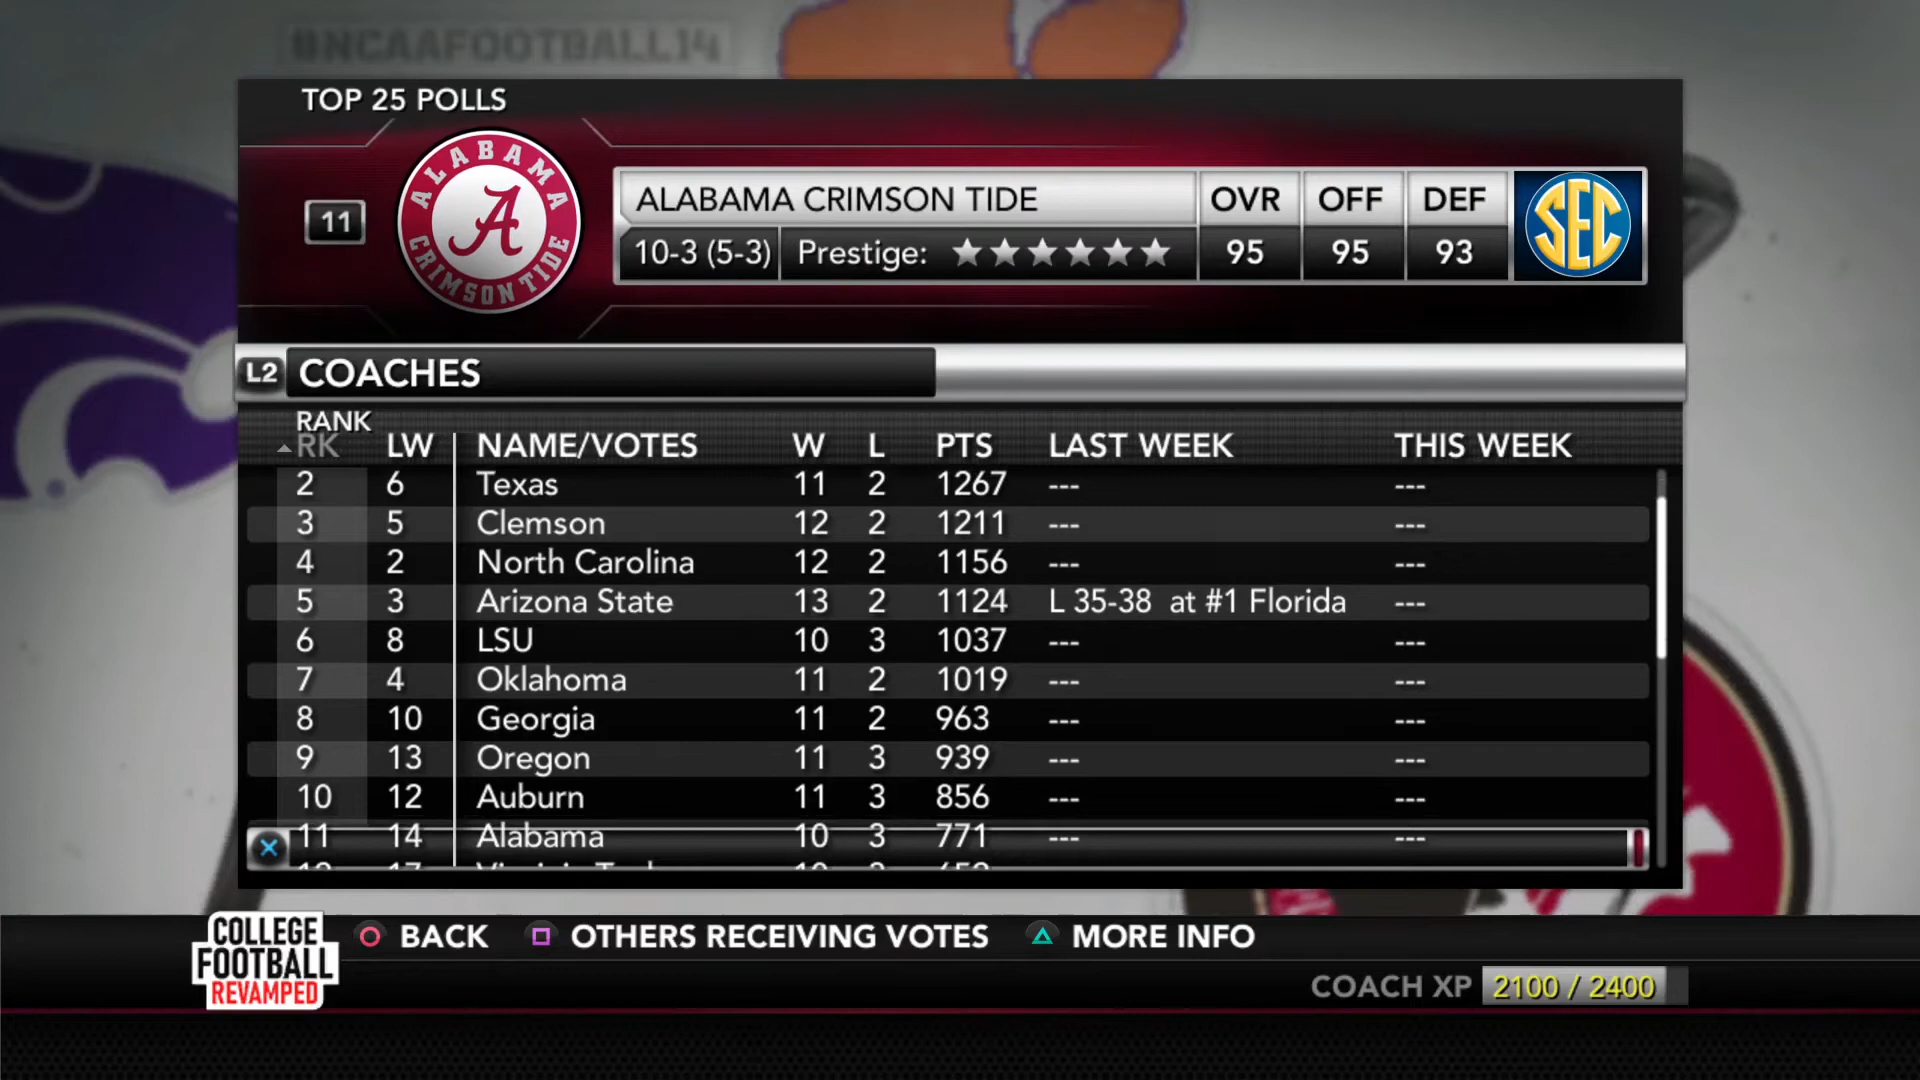 #NCAAFOOTBALL14
TOP 25 POLLS
11
ALABAMA CRIMSON TIDE
A
ALABAMA CRIMSON TIDE OVR OFF DEF
10-3 (5-3) Prestige: 95 95 93
SEC
L2 COACHES
RANK
RK LW NAME/VOTES W L PTS LAST WEEK THIS WEEK
2 6 Texas 11 2 1267 --- ---
3 5 Clemson 12 2 1211 --- ---
4 2 North Carolina 12 2 1156 --- ---
5 3 Arizona State 13 2 1124 L 35-38 at #1 Florida ---
6 8 LSU 10 3 1037 --- ---
7 4 Oklahoma 11 2 1019 --- ---
8 10 Georgia 11 2 963 --- ---
9 13 Oregon 11 3 939 --- ---
10 12 Auburn 11 3 856 --- ---
11 14 Alabama 10 3 771 --- ---
COLLEGE
FOOTBALL
REVAMPED
BACK OTHERS RECEIVING VOTES MORE INFO
COACH XP 2100 / 2400